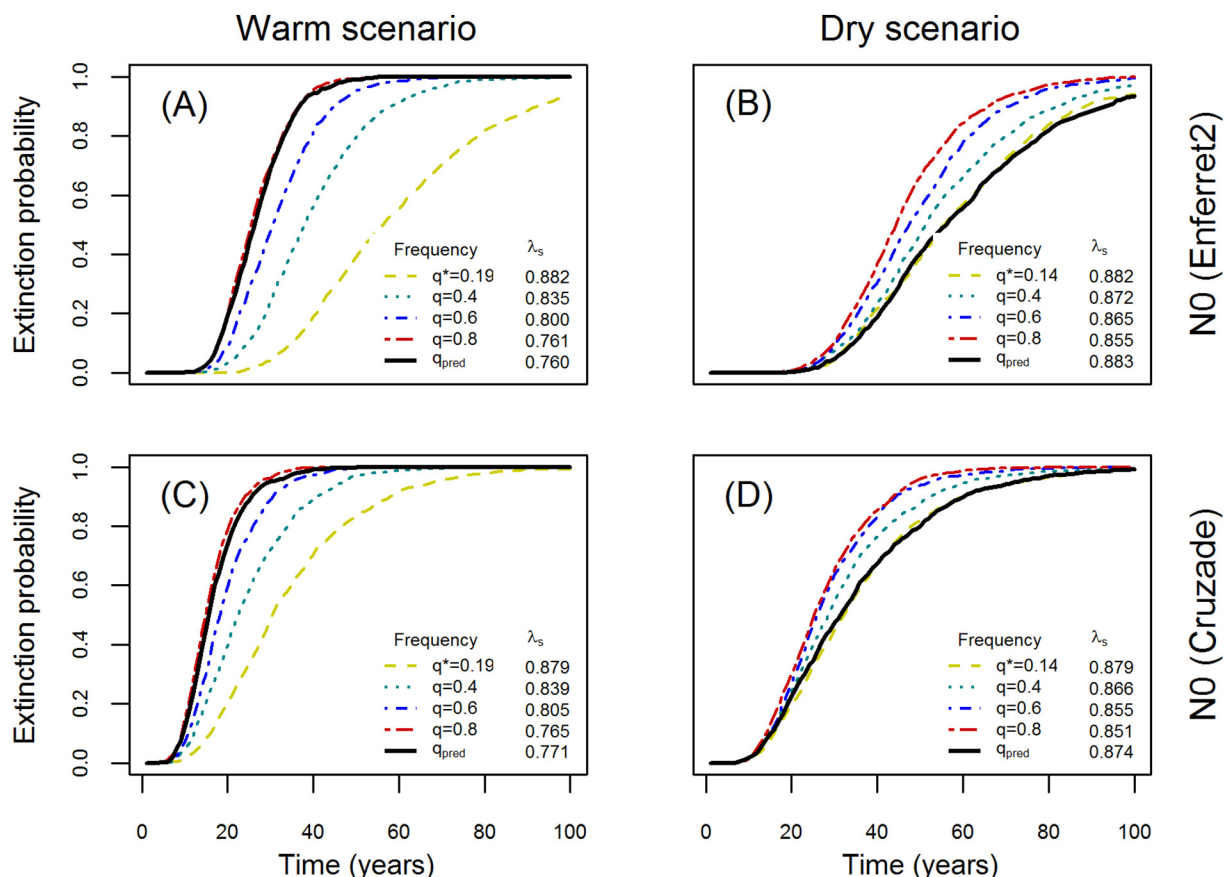 Warm scenario
Dry scenario
Extinction probability
1.0
0.8
0.6
0.4
0.2
0.0
(A)
Frequency λs
q*=0.19 0.882
q=0.4 0.835
q=0.6 0.800
q=0.8 0.761
qpred 0.760
(B)
Frequency λs
q*=0.14 0.882
q=0.4 0.872
q=0.6 0.865
q=0.8 0.855
qpred 0.883
N0 (Enferret2)
Extinction probability
1.0
0.8
0.6
0.4
0.2
0.0
(C)
Frequency λs
q*=0.19 0.879
q=0.4 0.839
q=0.6 0.805
q=0.8 0.765
qpred 0.771
(D)
Frequency λs
q*=0.14 0.879
q=0.4 0.866
q=0.6 0.855
q=0.8 0.851
qpred 0.874
N0 (Cruzade)
0 20 40 60 80 100
Time (years)
0 20 40 60 80 100
Time (years)